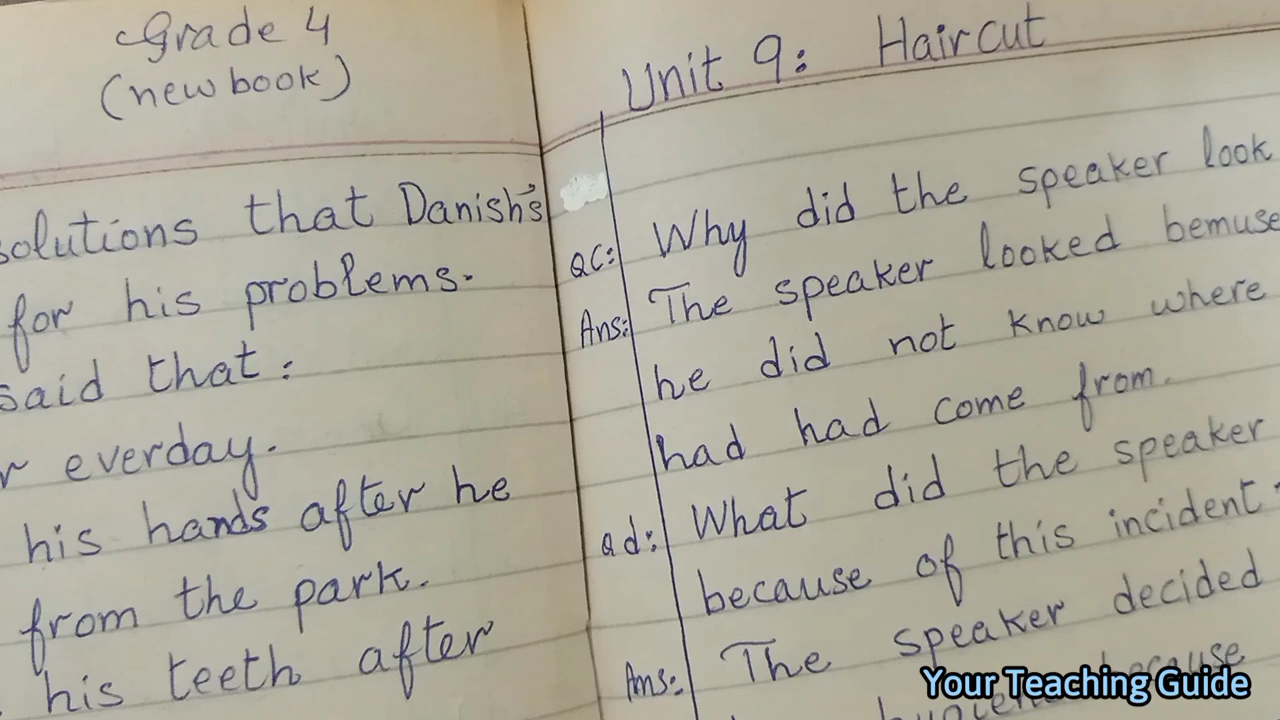 Grade 4
(new book)
solutions that Danish's
for his problems.
said that:
r everday.
his hands after he
from the park.
his teeth after
Unit 9: Haircut
QC: Why did the speaker look
Ans: The speaker looked bemuse
he did not know where
had had come from.
Qd: What did the speaker
because of this incident
Ans: The speaker decided
because
Your Teaching Guide